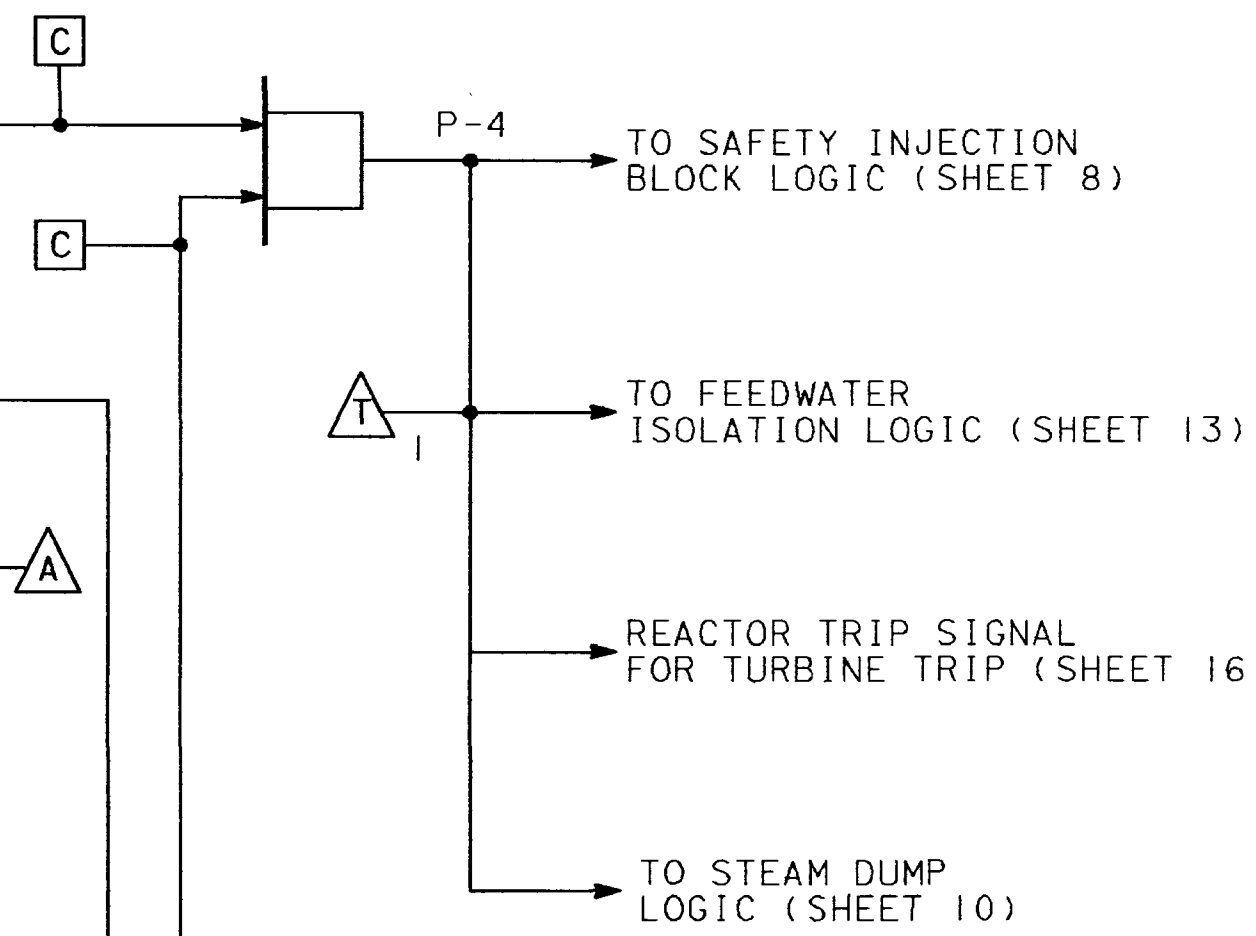 C
P-4
TO SAFETY INJECTION
BLOCK LOGIC (SHEET 8)
C
TO FEEDWATER
ISOLATION LOGIC (SHEET 13)
T
1
A
REACTOR TRIP SIGNAL
FOR TURBINE TRIP (SHEET 16
TO STEAM DUMP
LOGIC (SHEET 10)